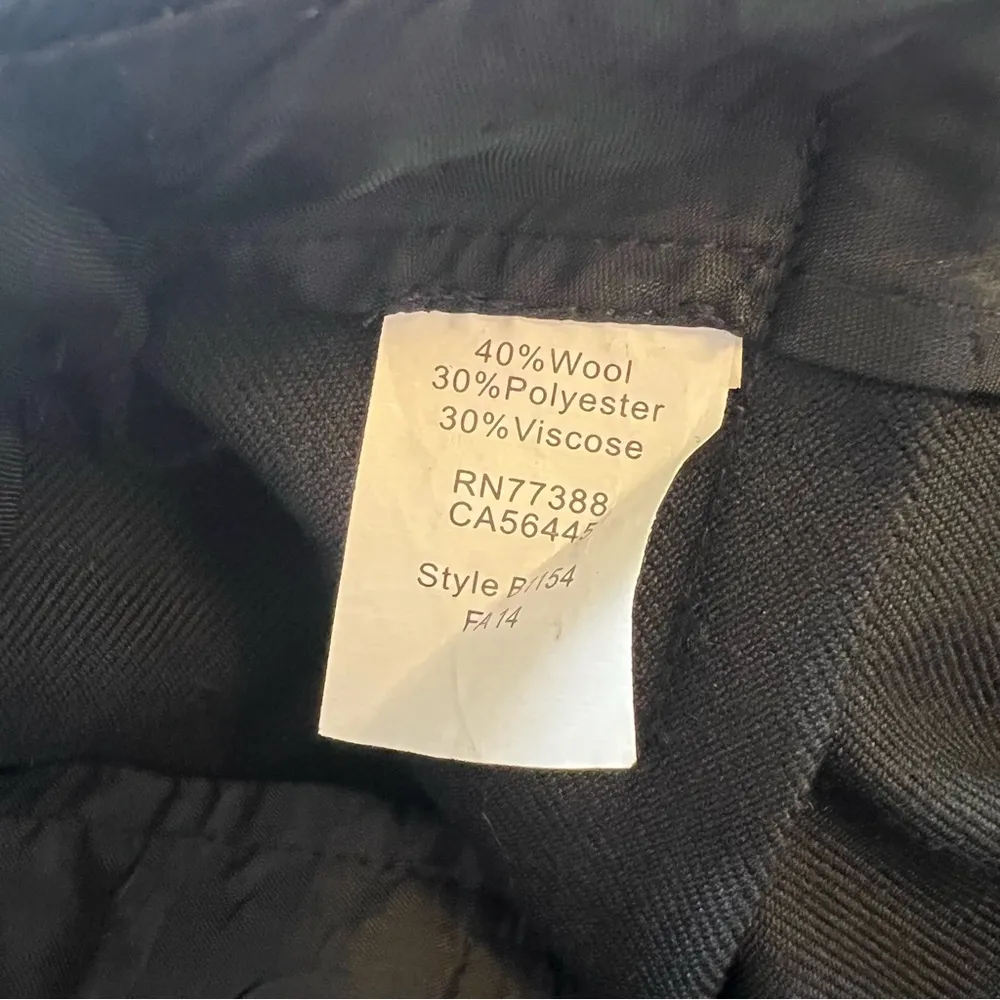 40%Wool
30%Polyester
30%Viscose
RN77388
CA56445
Style
FA14